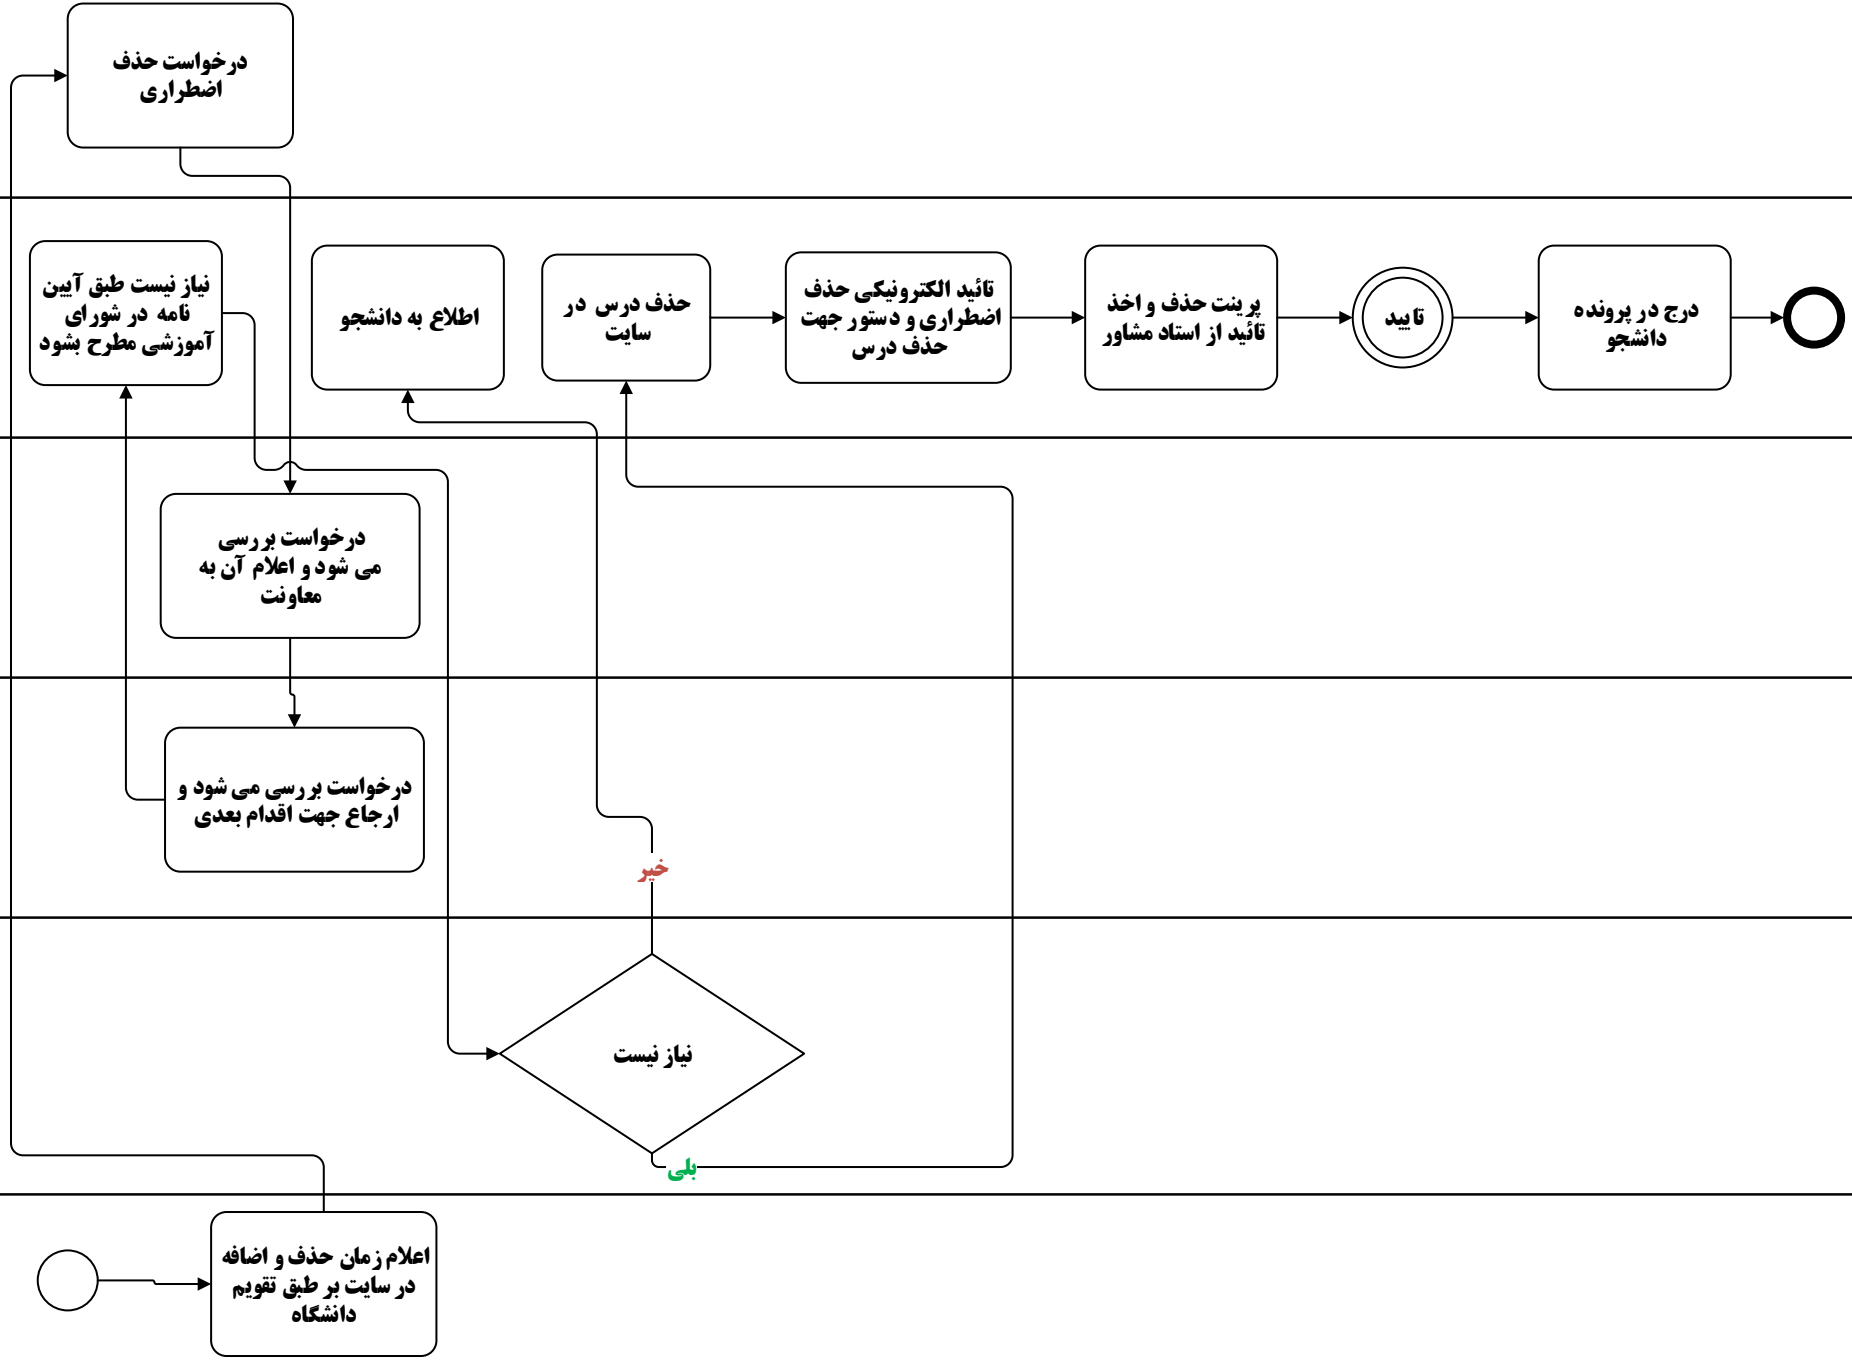 درخواست حذف
اضطراری
نیاز نیست طبق آیین
نامه در شورای
آموزشی مطرح بشود
اطلاع به دانشجو
حذف درس در
سایت
تائید الکترونیکی حذف
اضطراری و دستور جهت
حذف درس
پرینت حذف و اخذ
تائید از استاد مشاور
تایید
درج در پرونده
دانشجو
درخواست بررسی
می شود و اعلام آن به
معاونت
درخواست بررسی می شود و
ارجاع جهت اقدام بعدی
خیر
نیاز نیست
بلی
اعلام زمان حذف و اضافه
در سایت بر طبق تقویم
دانشگاه